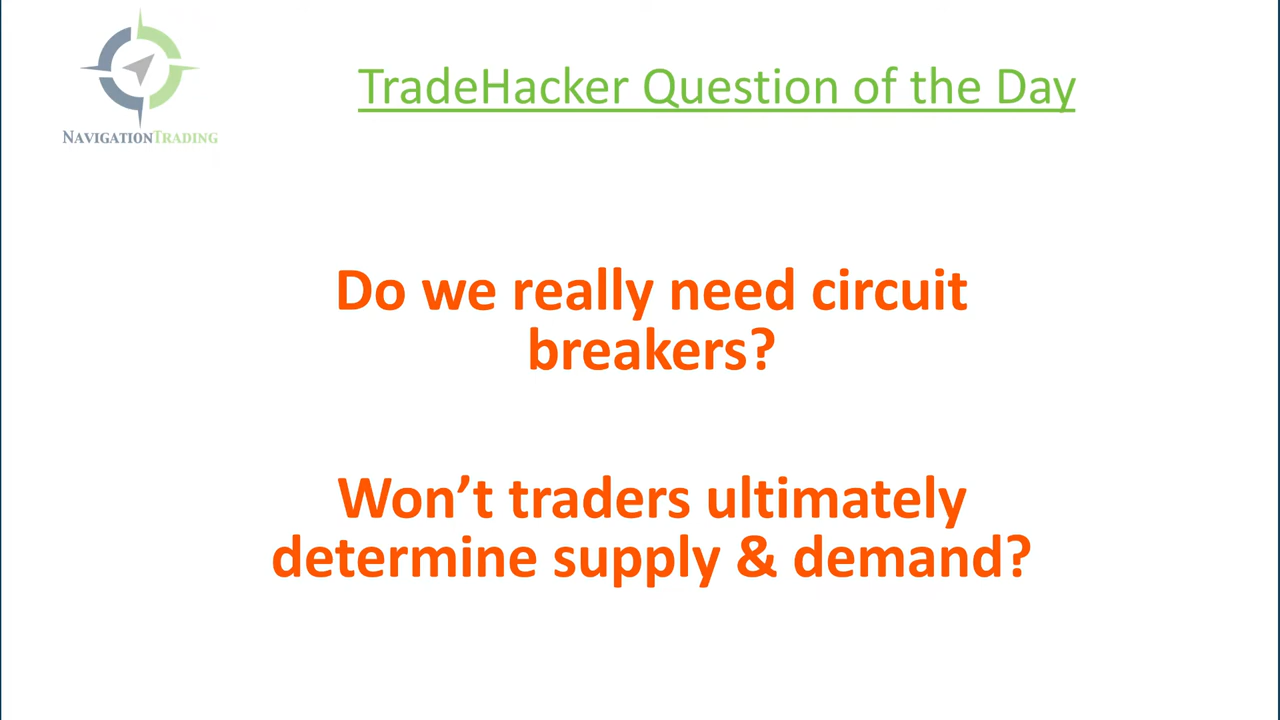 TradeHacker Question of the Day
NAVIGATIONTRADING
Do we really need circuit
breakers?
Won’t traders ultimately
determine supply & demand?